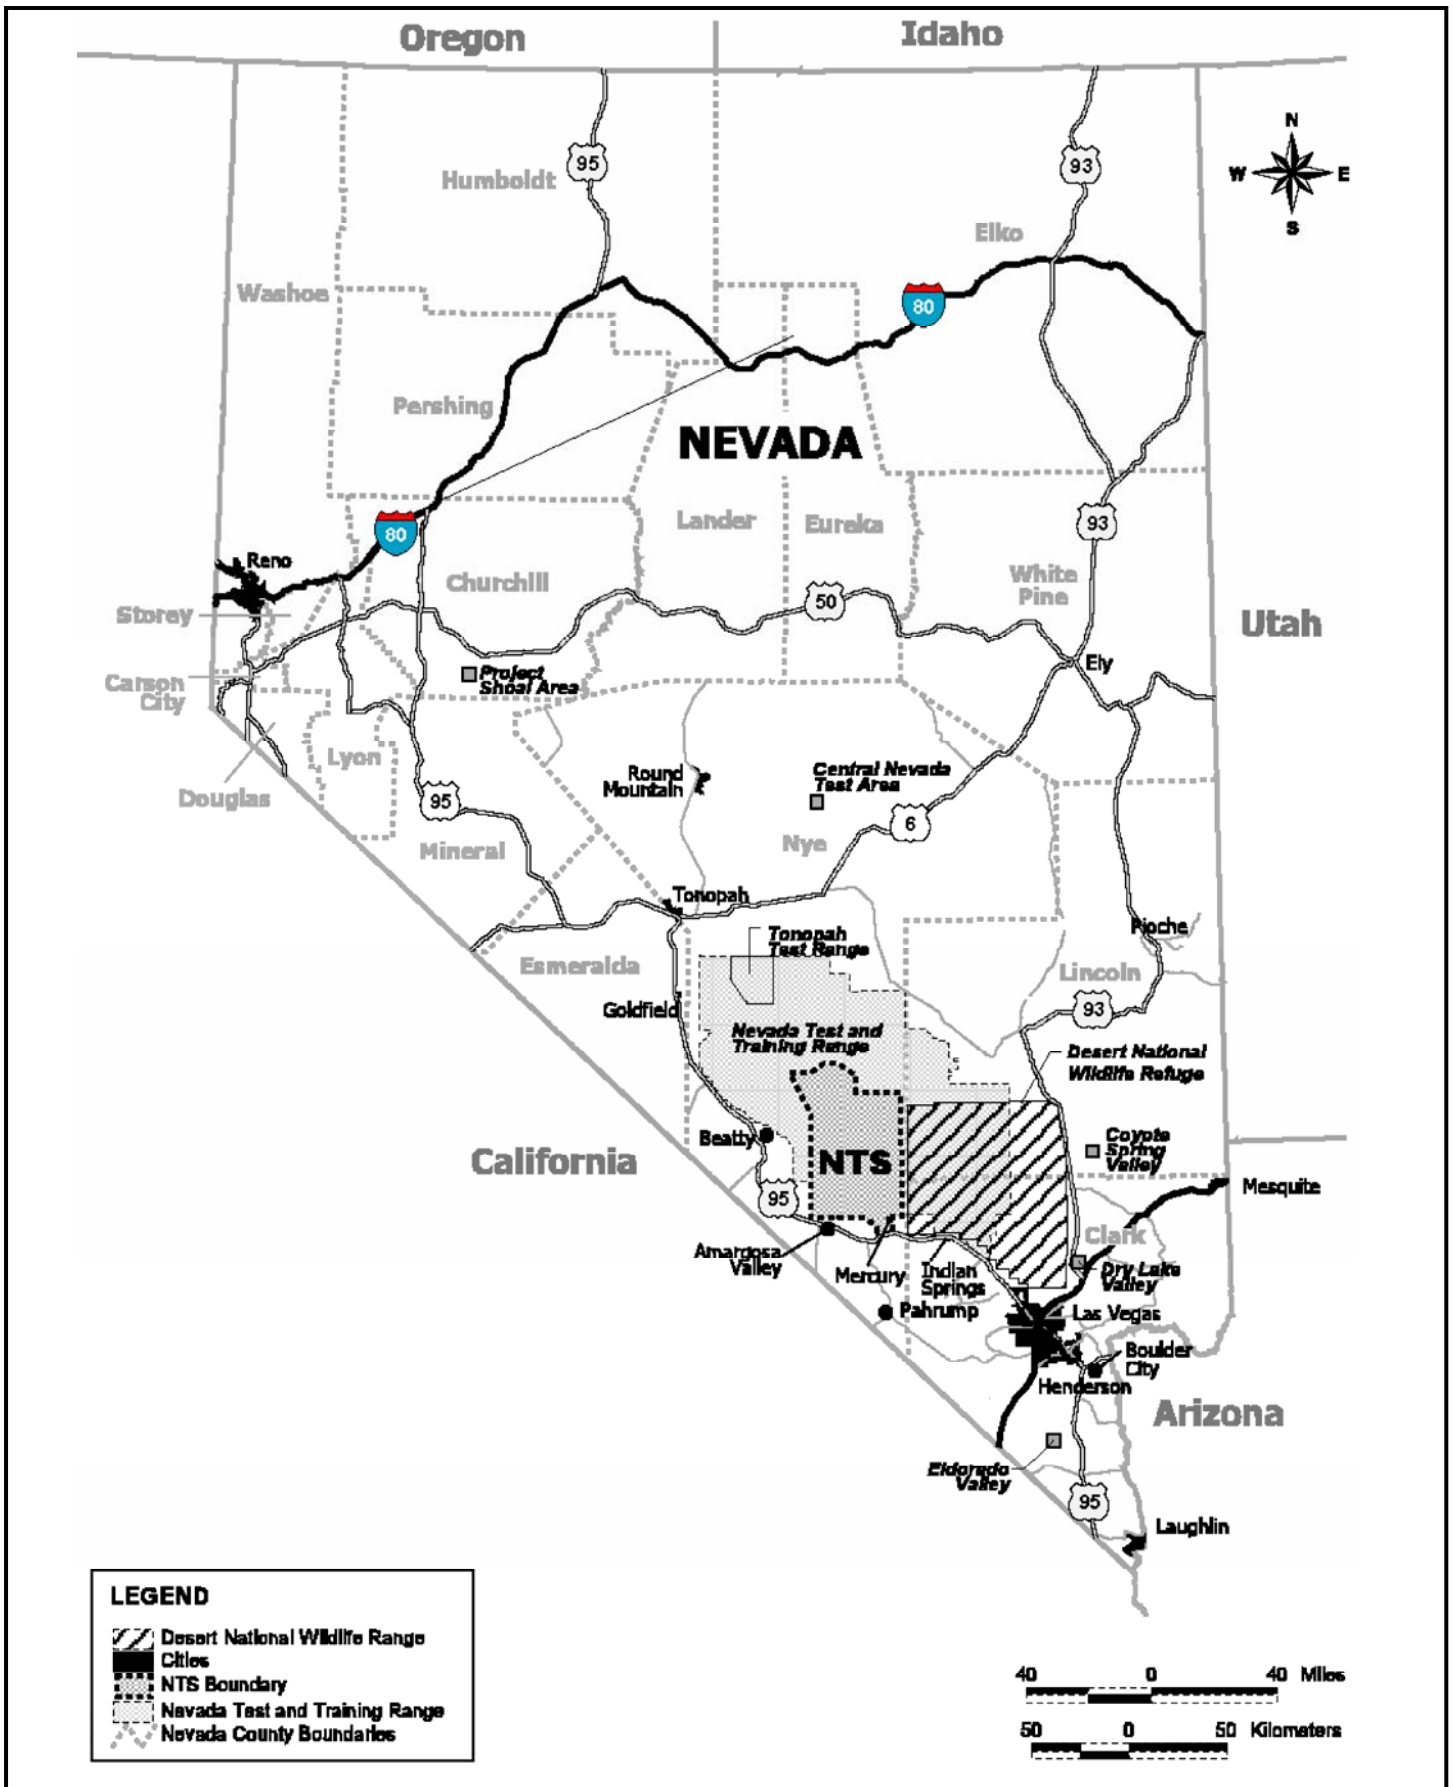 Oregon
Idaho
N
W
E
S
95
93
Humboldt
Elko
Washoe
80
Pershing
NEVADA
80
93
Lander
Eureka
Reno
Churchill
White
Pine
50
Storey
Utah
Carson
City
Project
Shoal Area
Ely
Lyon
Round
Mountain
Central Nevada
Test Area
Douglas
95
6
Mineral
Nye
Tonopah
Tonopah
Test Range
Pioche
Esmeralda
Lincoln
Goldfield
93
Nevada Test and
Training Range
Desert National
Wildlife Refuge
Beatty
Coyote
Spring
Valley
California
NTS
95
Mesquite
Clark
Amargosa
Valley
Mercury
Indian
Springs
Dry Lake
Valley
Pahrump
Las Vegas
Boulder
City
Henderson
Arizona
Eldorado
Valley
95
Laughlin
LEGEND
Desert National Wildlife Range
Cities
NTS Boundary
Nevada Test and Training Range
Nevada County Boundaries
40 0 40 Miles
50 0 50 Kilometers